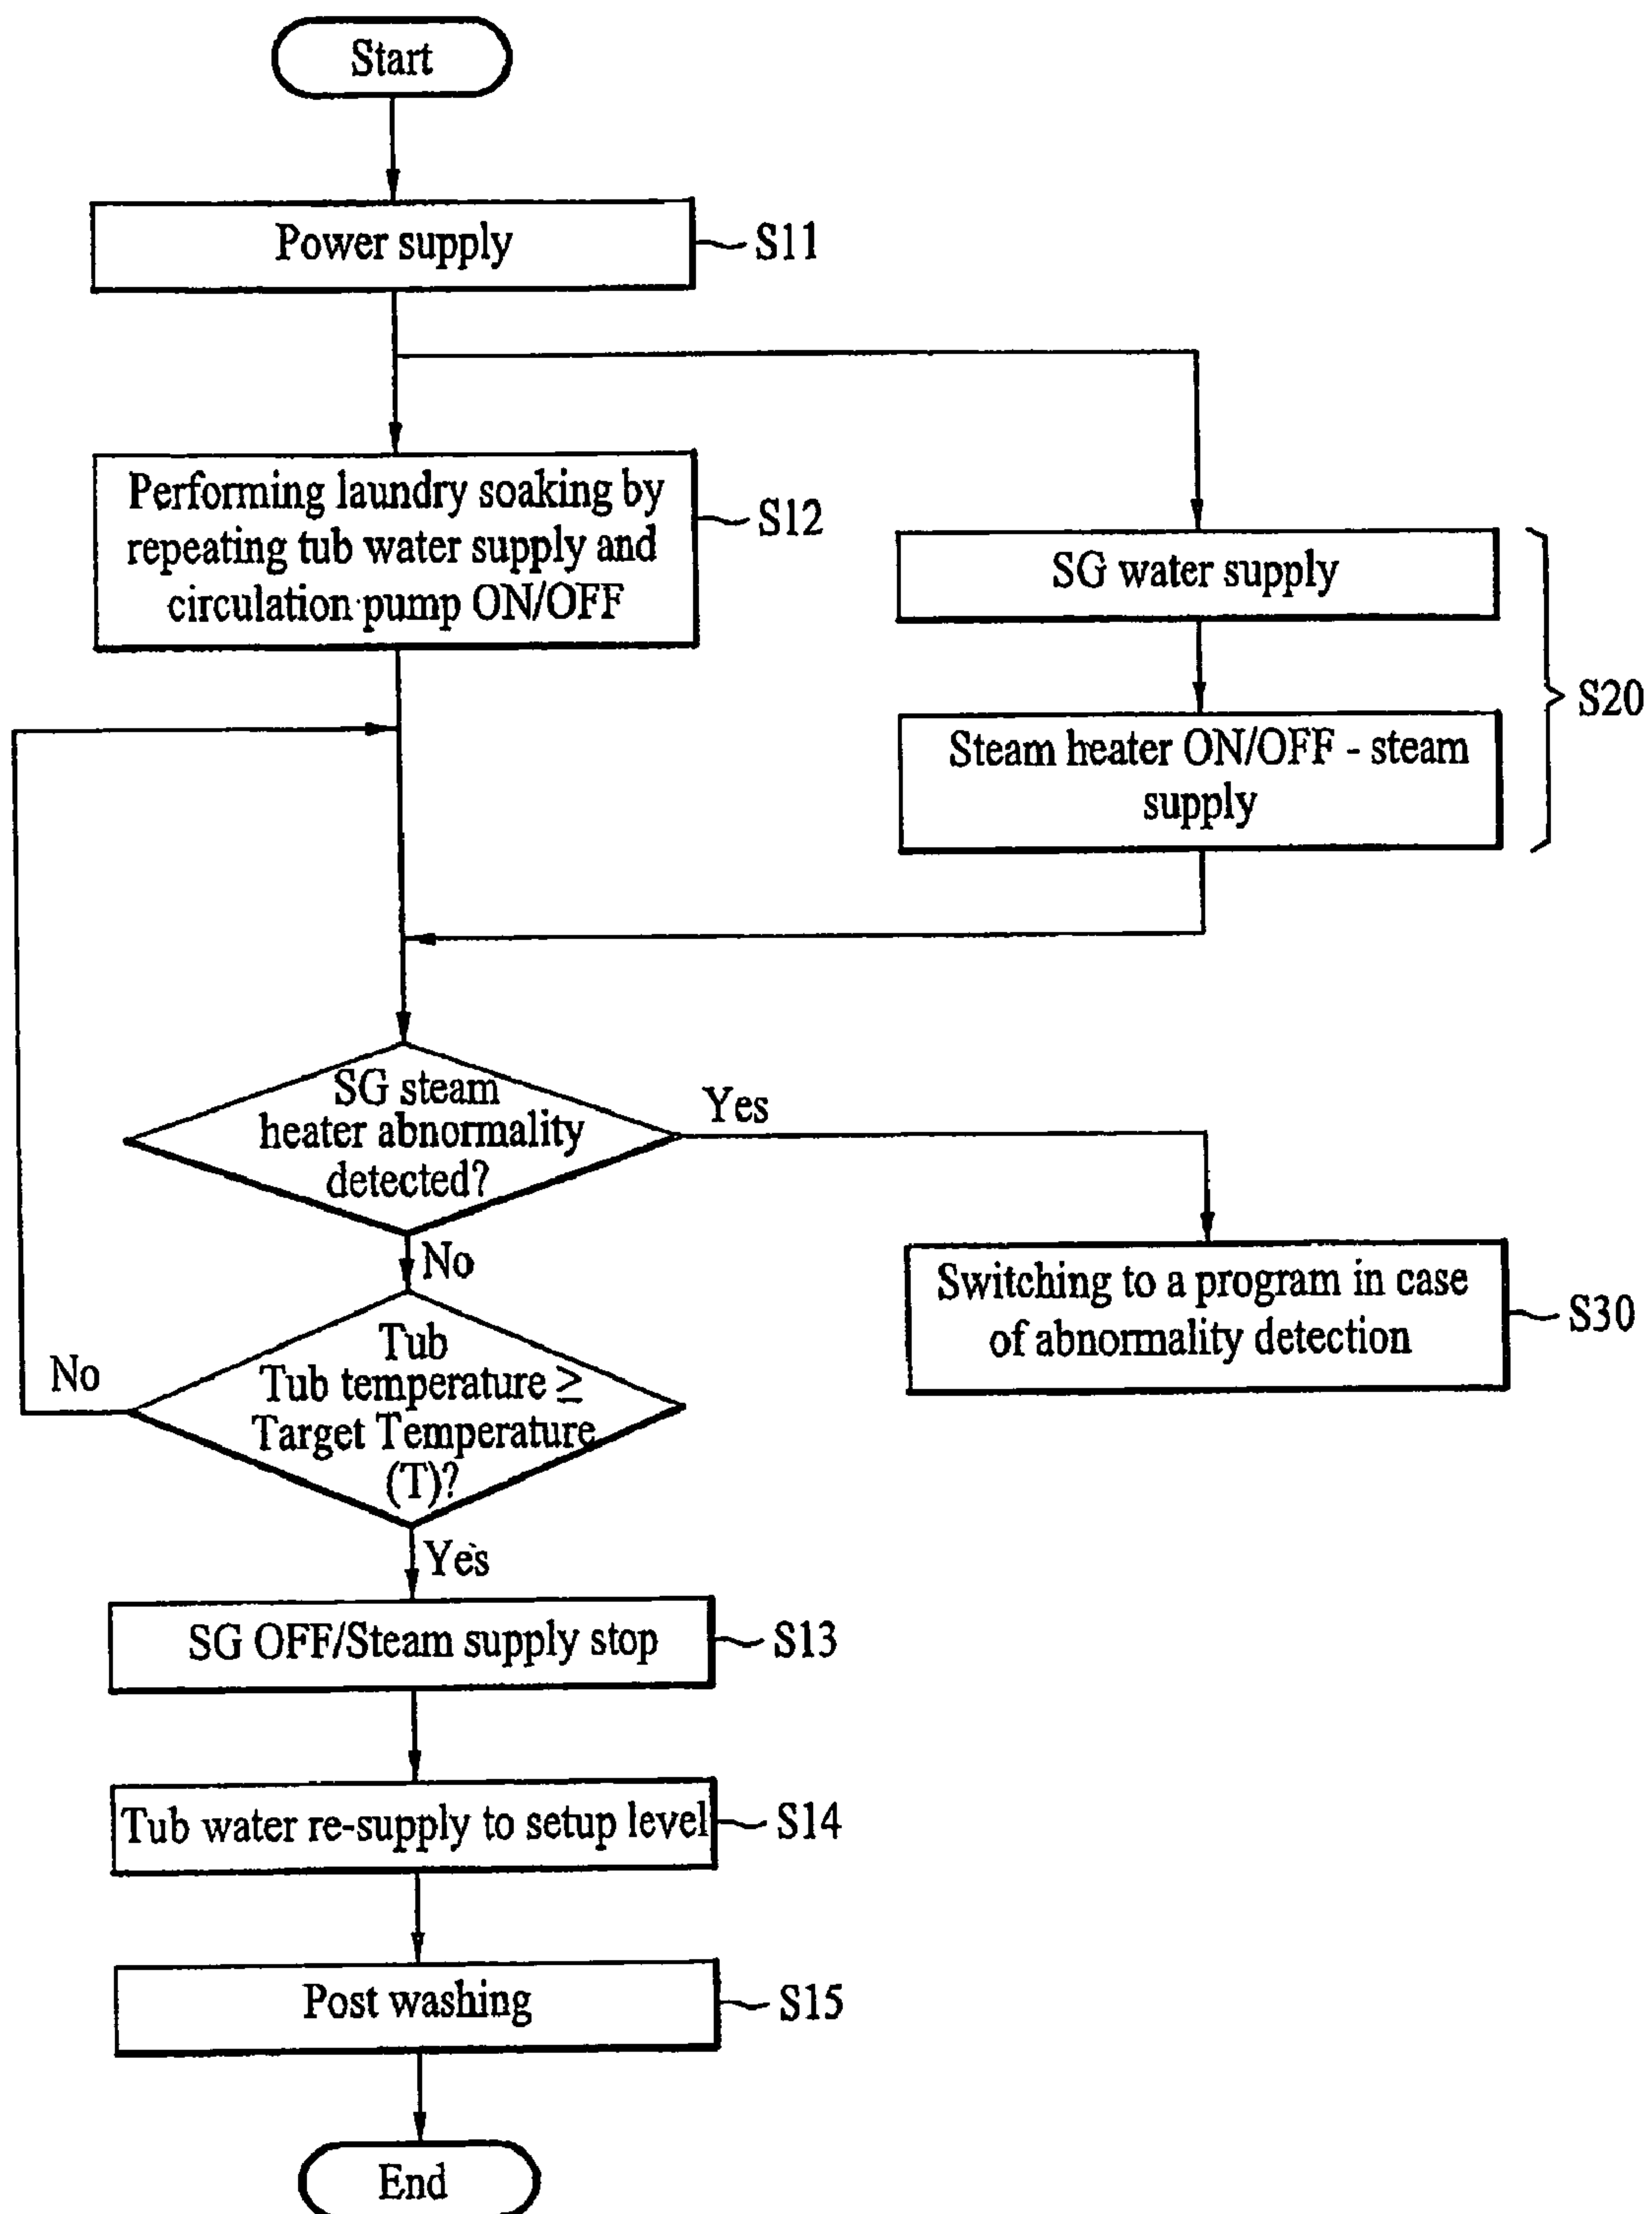 Start
Power supply
S11
Performing laundry soaking by
repeating tub water supply and
circulation pump ON/OFF
S12
SG water supply
Steam heater ON/OFF - steam
supply
S20
SG steam
heater abnormality
detected?
Yes
No
Switching to a program in case
of abnormality detection
S30
Tub
Tub temperature ≥
Target Temperature
(T)?
No
Yes
SG OFF/Steam supply stop
S13
Tub water re-supply to setup level
S14
Post washing
S15
End